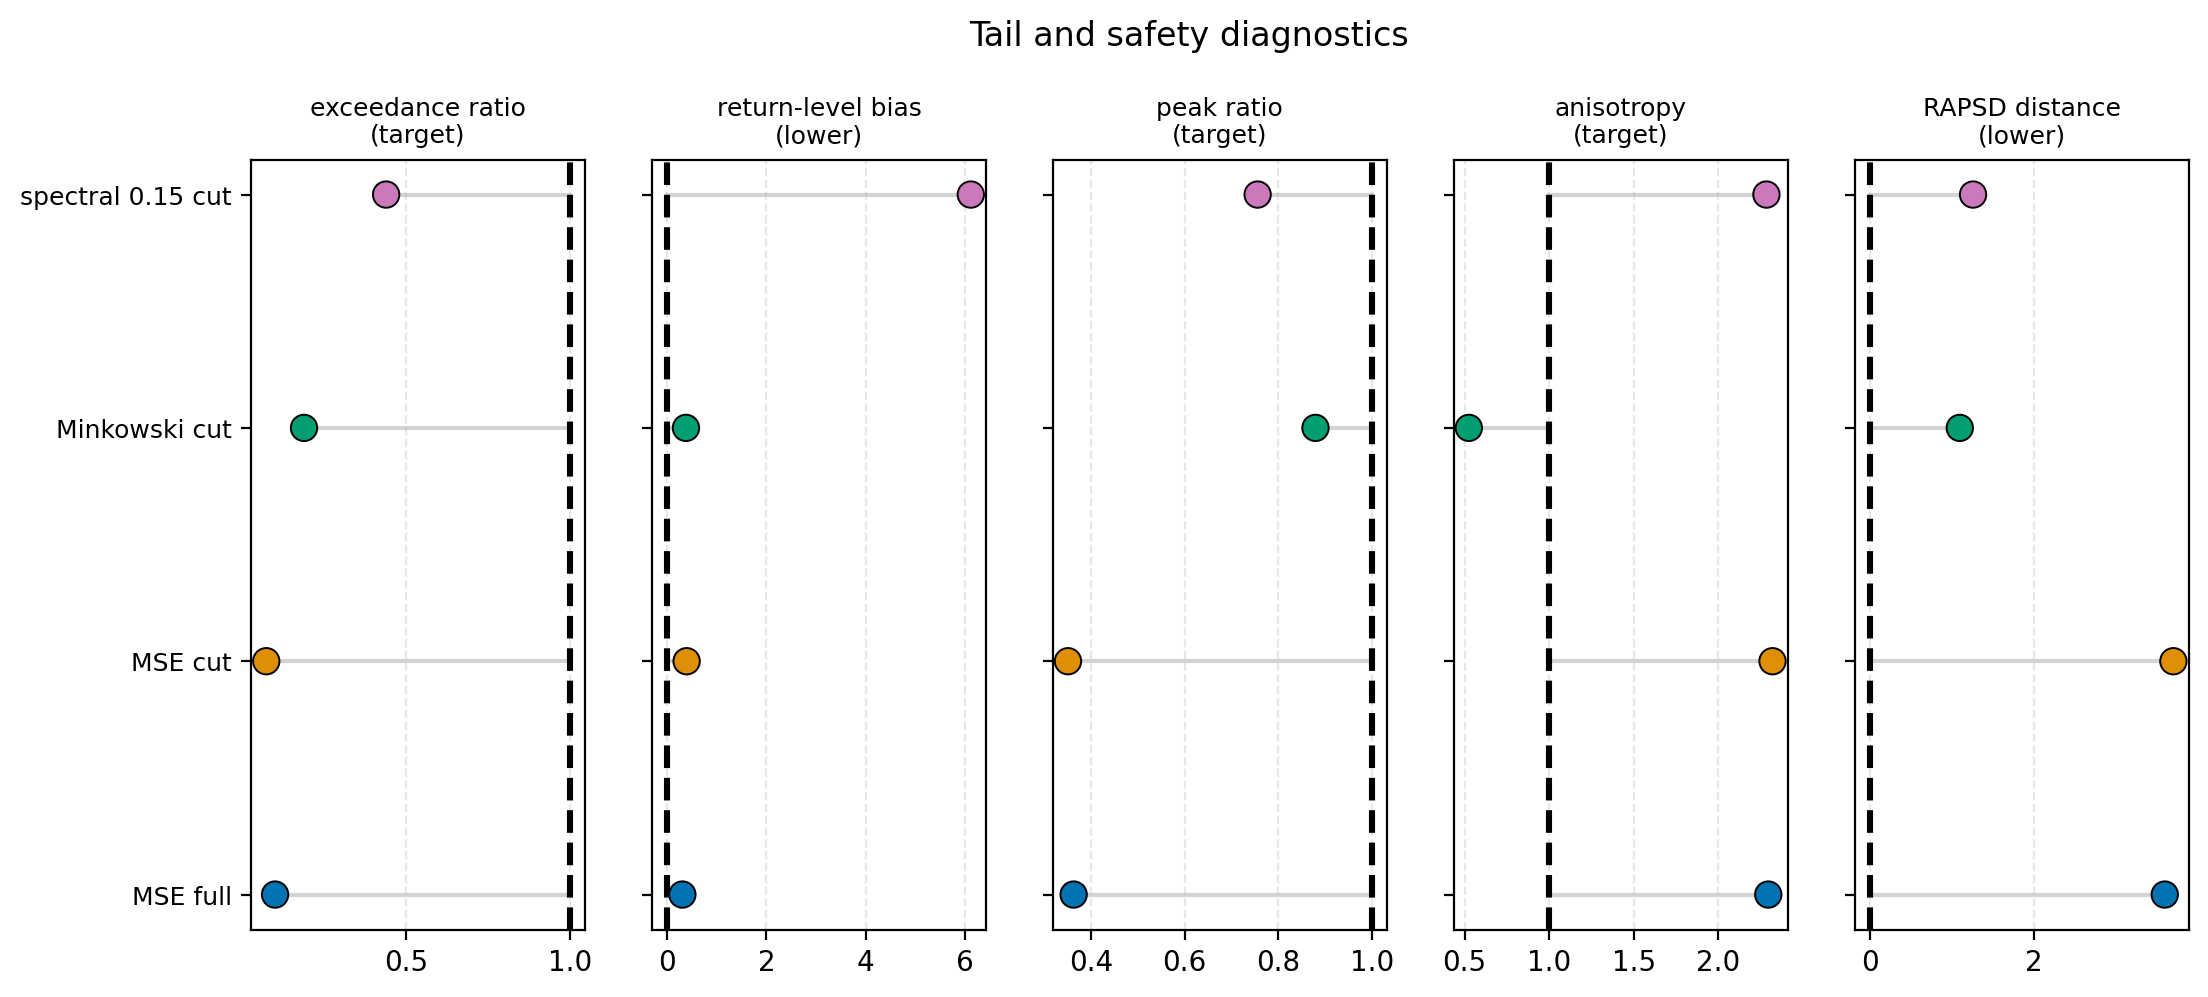 Tail and safety diagnostics
exceedance ratio
(target)
return-level bias
(lower)
peak ratio
(target)
anisotropy
(target)
RAPSD distance
(lower)
spectral 0.15 cut
Minkowski cut
MSE cut
MSE full
0.5 1.0
0 2 4 6
0.4 0.6 0.8 1.0
0.5 1.0 1.5 2.0
0 2